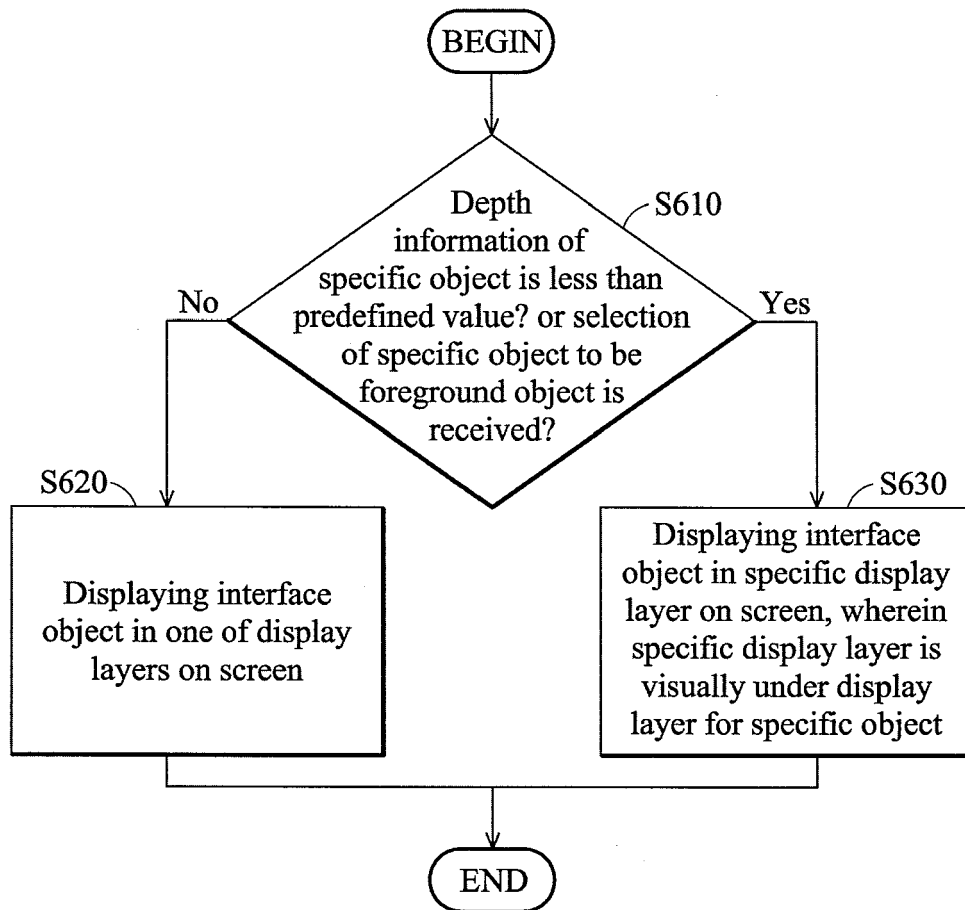 BEGIN
Depth
information of
specific object is less than
predefined value? or selection
of specific object to be
foreground object is
received?
S610
No
Yes
S620
Displaying interface
object in one of display
layers on screen
S630
Displaying interface
object in specific display
layer on screen, wherein
specific display layer is
visually under display
layer for specific object
END